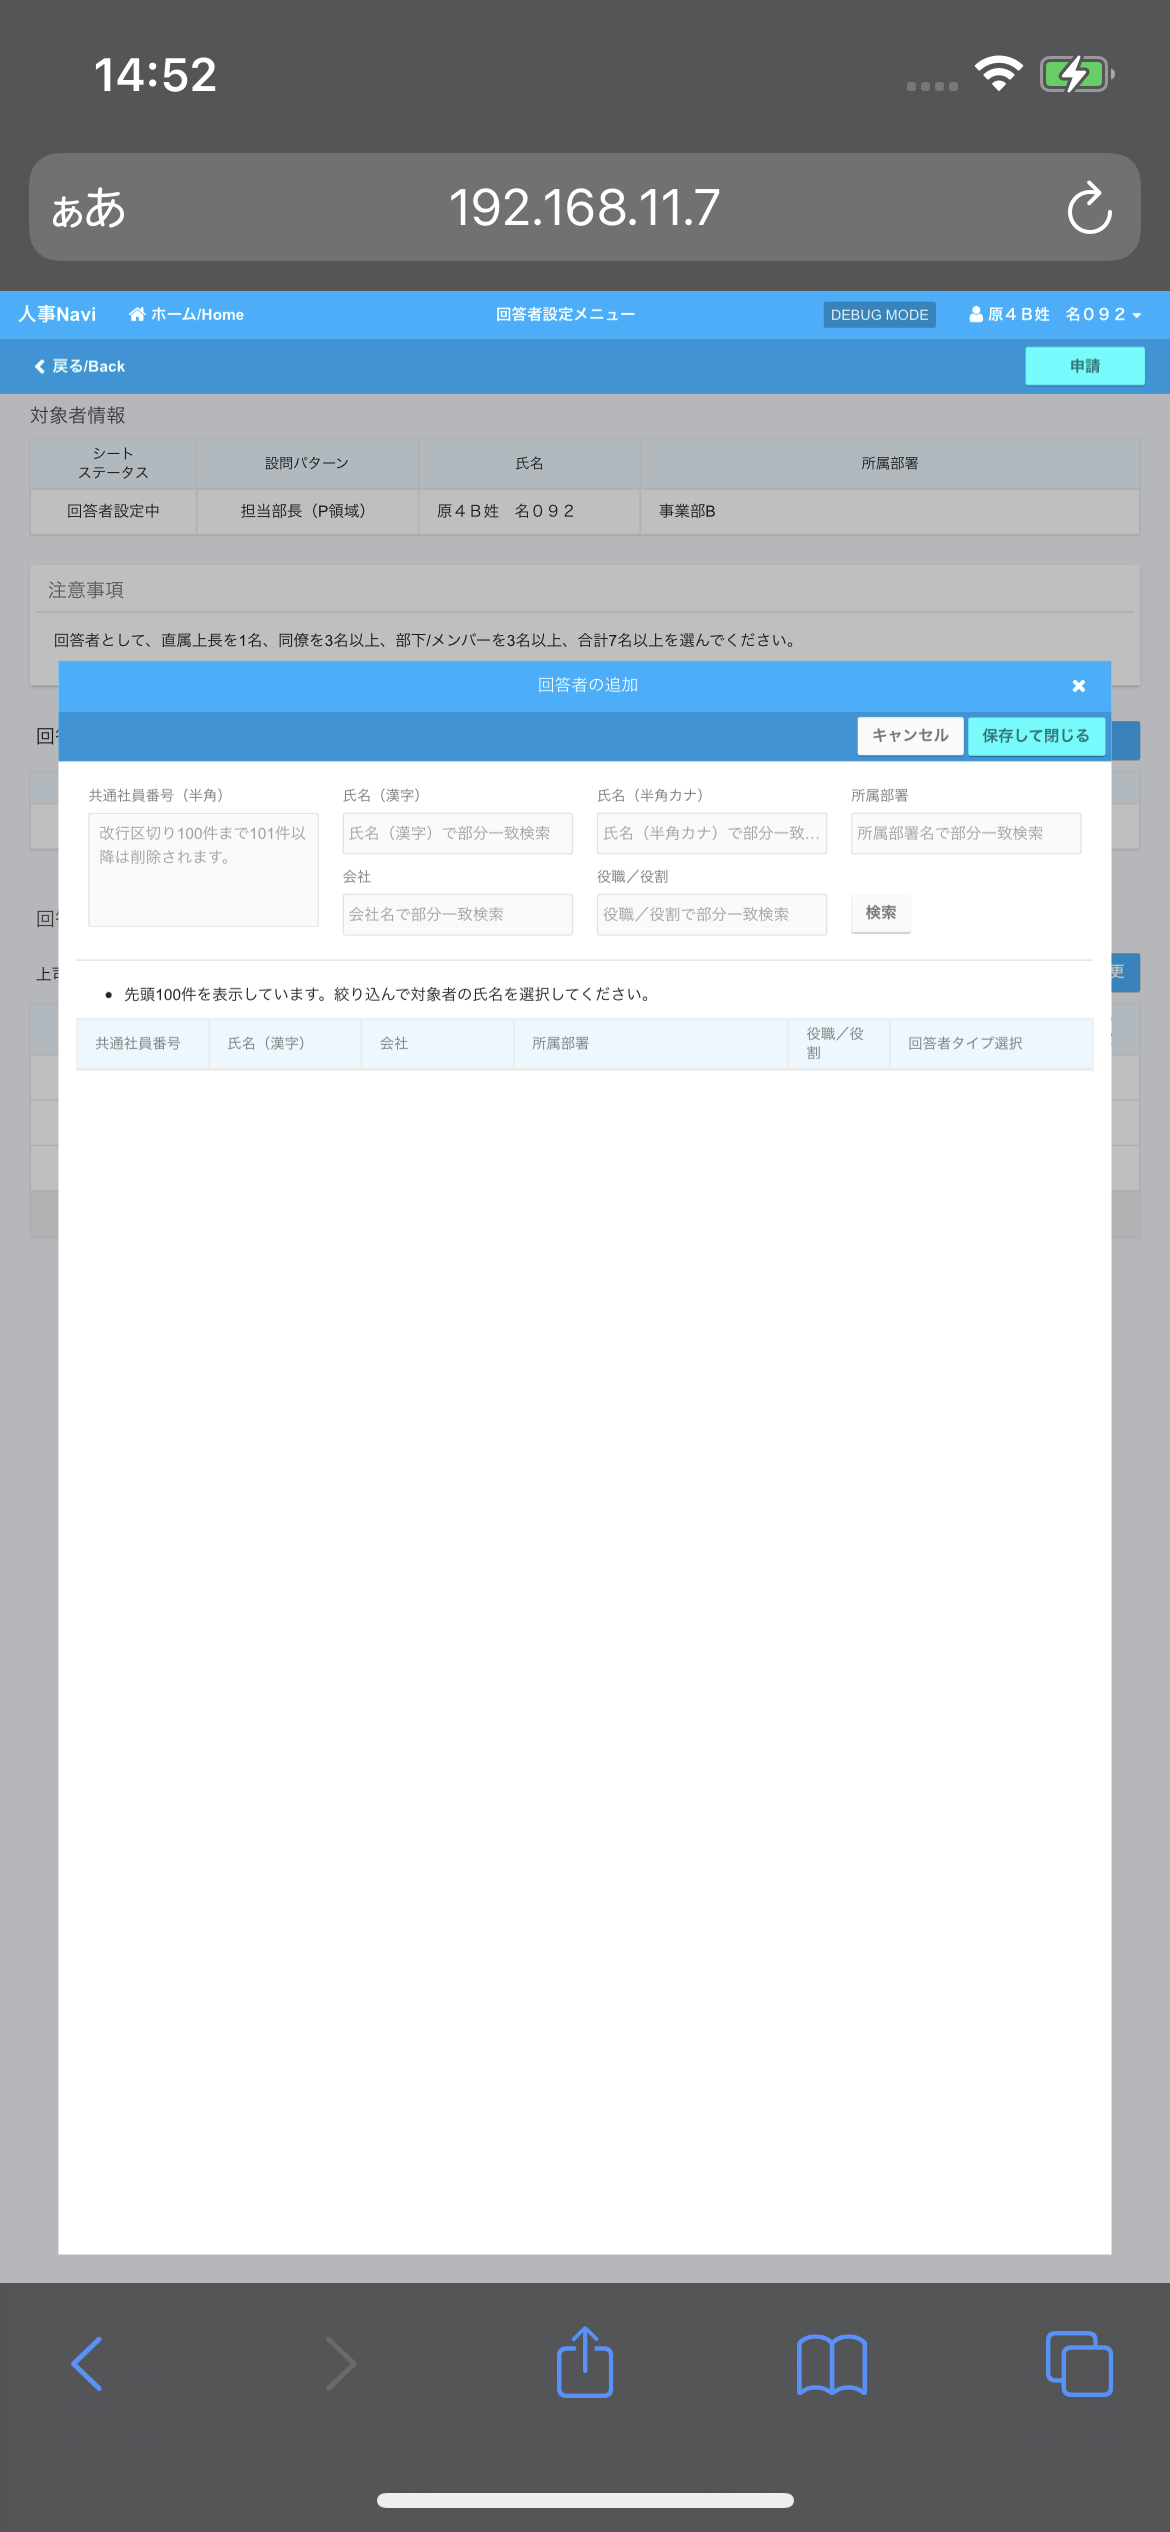 14:52
ぁあ
192.168.11.7
人事Navi
ホーム/Home
回答者設定メニュー
DEBUG MODE
原４Ｂ姓　名０９２
戻る/Back
申請
対象者情報
シート
ステータス
設問パターン
氏名
所属部署
回答者設定中
担当部長（P領域）
原４Ｂ姓　名０９２
事業部B
注意事項
回答者として、直属上長を1名、同僚を3名以上、部下/メンバーを3名以上、合計7名以上を選んでください。
回答者の追加
キャンセル
保存して閉じる
共通社員番号（半角）
氏名（漢字）
氏名（半角カナ）
所属部署
改行区切り100件まで101件以
降は削除されます。
氏名（漢字）で部分一致検索
氏名（半角カナ）で部分一致...
所属部署名で部分一致検索
会社
役職／役割
会社名で部分一致検索
役職／役割で部分一致検索
検索
回
回
上
更
• 先頭100件を表示しています。絞り込んで対象者の氏名を選択してください。
共通社員番号
氏名（漢字）
会社
所属部署
役職／役
割
回答者タイプ選択